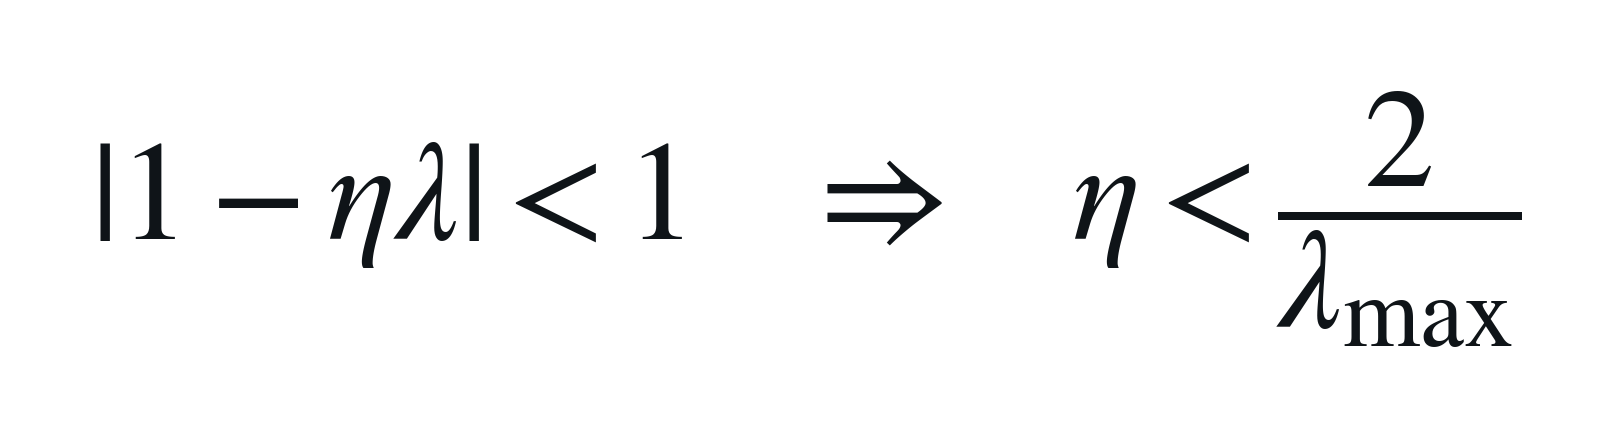 |1 − ηλ| < 1 ⇒ η < 2/λ_max